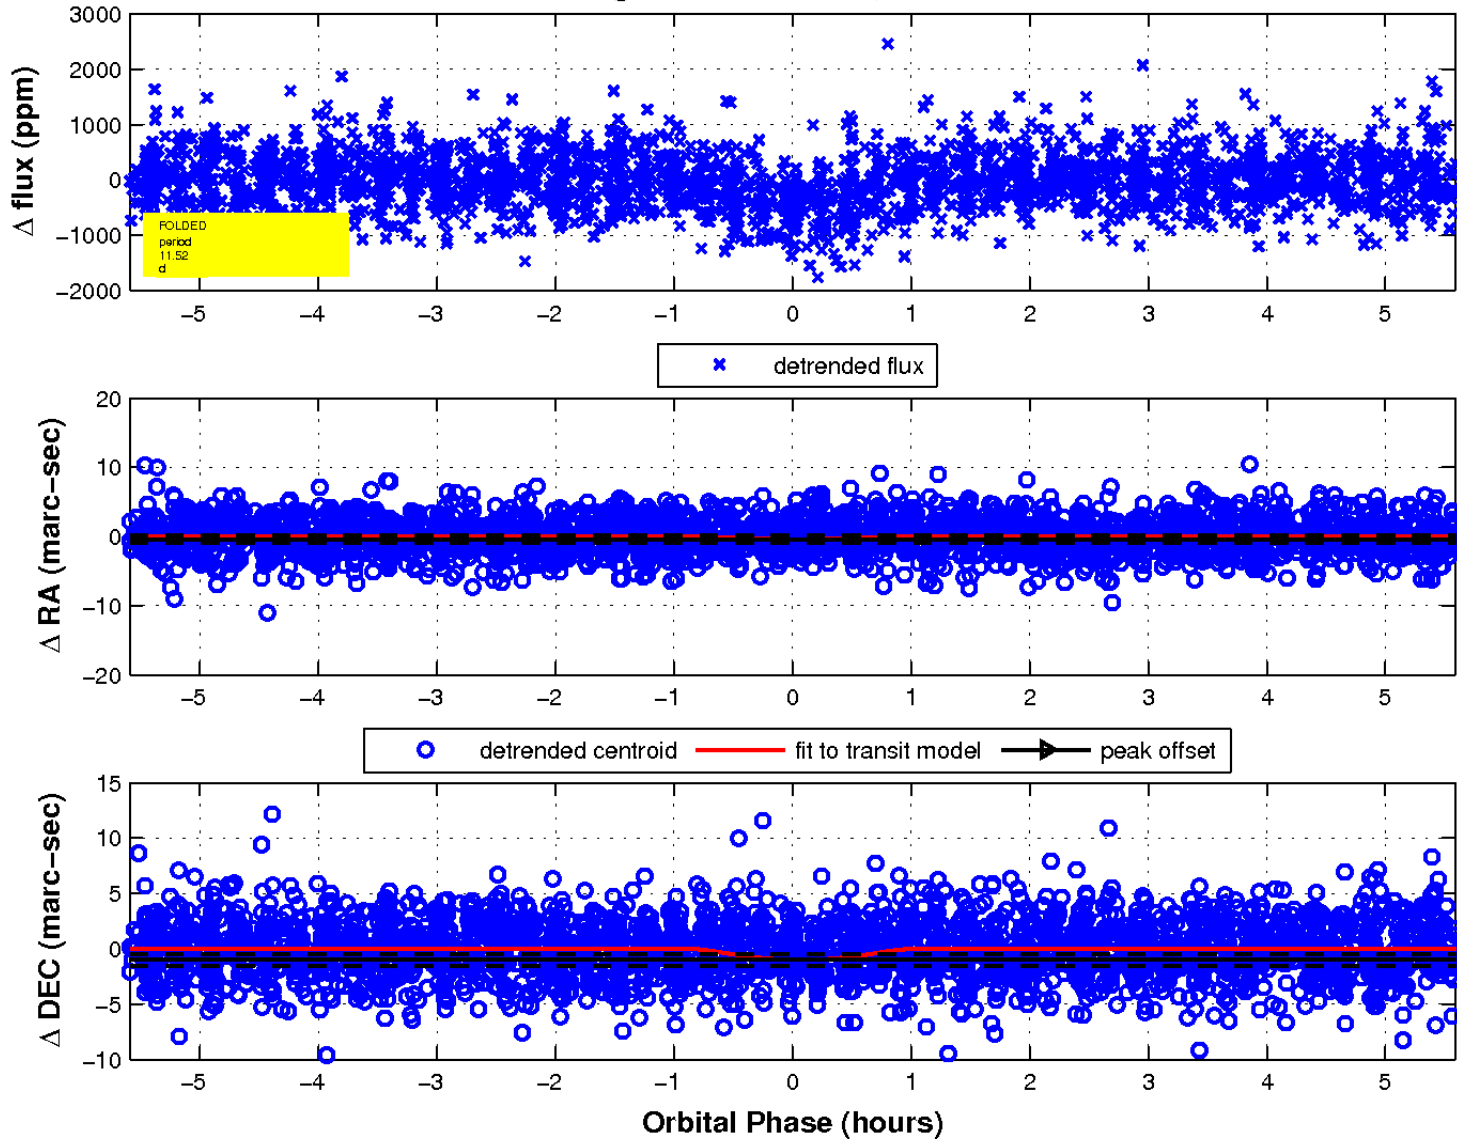 3000
2000
1000
0
−1000
−2000
Δ flux (ppm)
FOLDED
period
11.52
d
−5 −4 −3 −2 −1 0 1 2 3 4 5
detrended flux
20
10
0
−10
−20
Δ RA (marc−sec)
−5 −4 −3 −2 −1 0 1 2 3 4 5
detrended centroid fit to transit model peak offset
15
10
5
0
−5
−10
Δ DEC (marc−sec)
−5 −4 −3 −2 −1 0 1 2 3 4 5
Orbital Phase (hours)